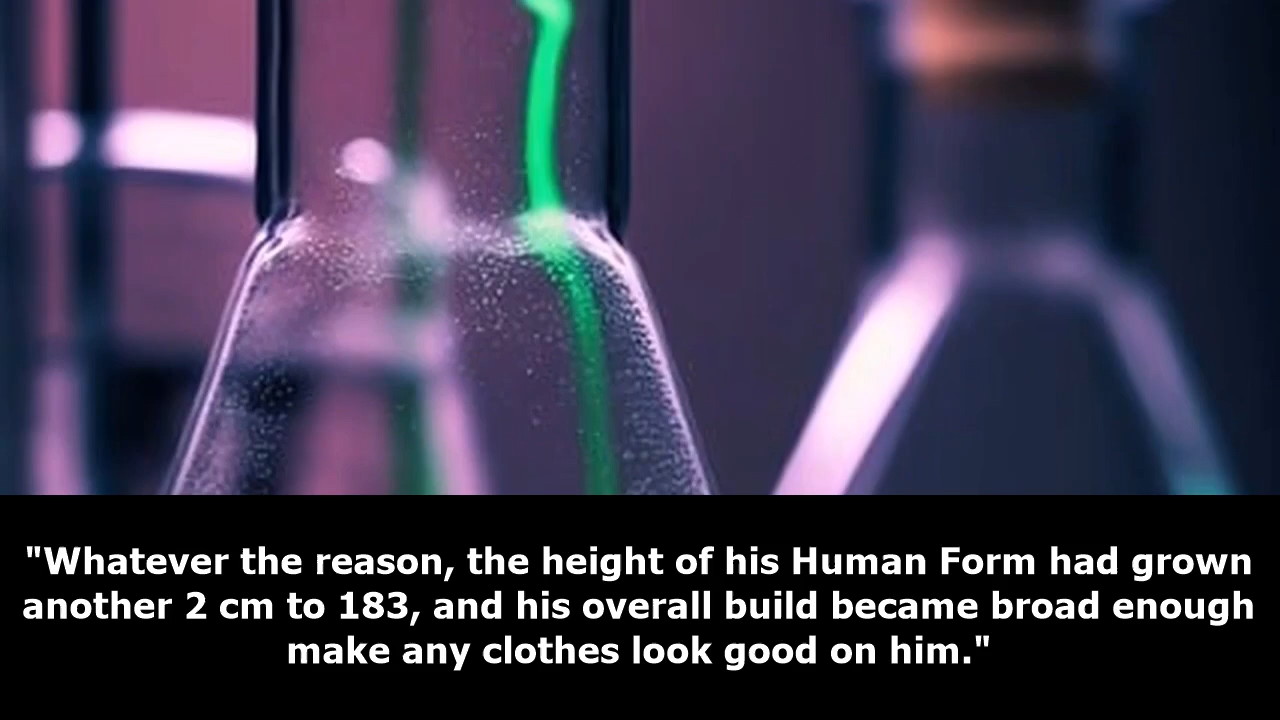 "Whatever the reason, the height of his Human Form had grown
another 2 cm to 183, and his overall build became broad enough
make any clothes look good on him."